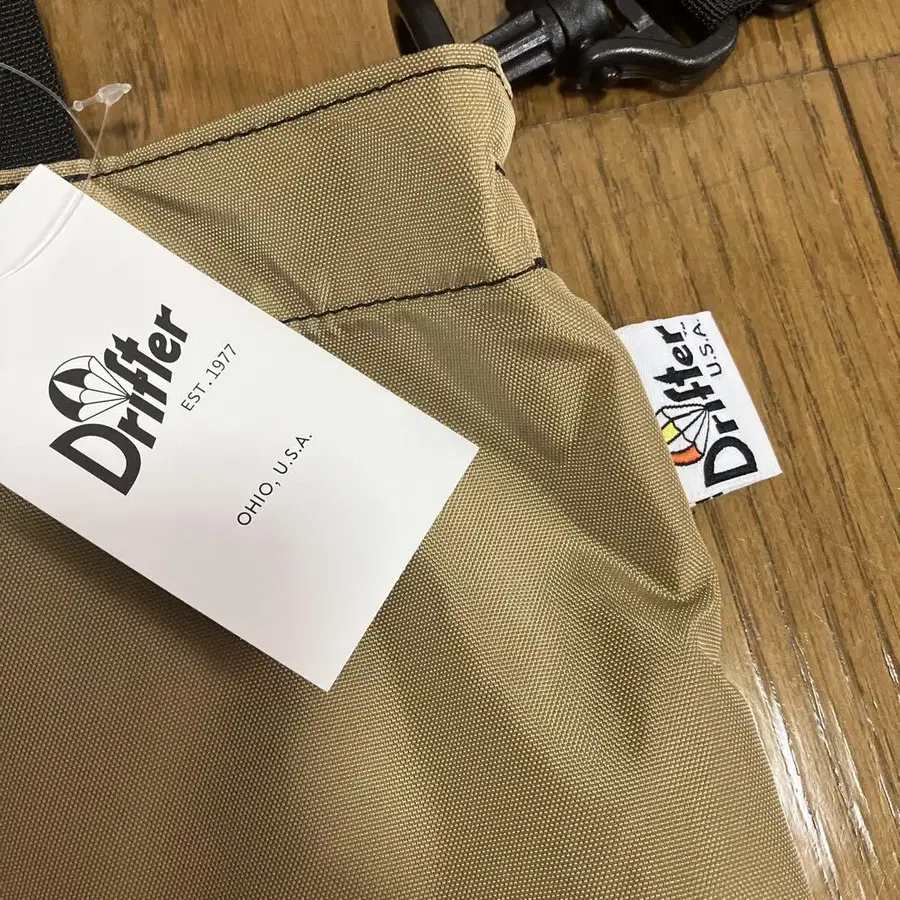 Drifter
EST. 1977
OHIO, U.S.A.
Drifter
U.S.A.